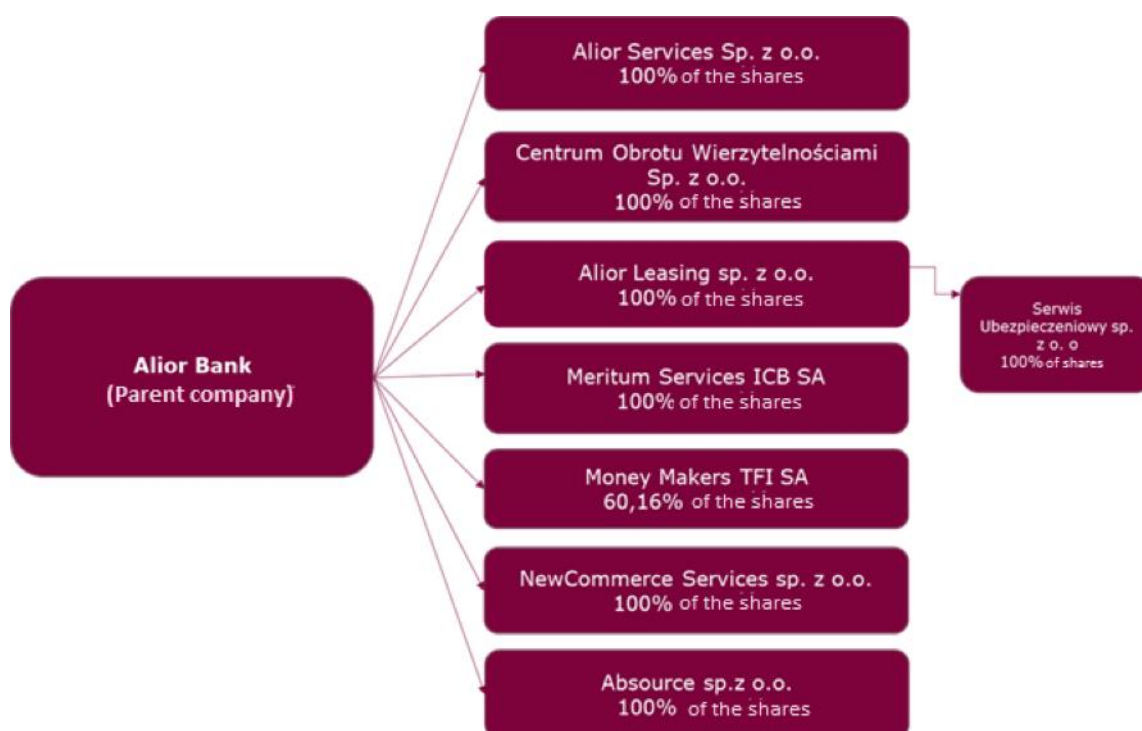 Alior Services Sp. z o.o.
100% of the shares
Centrum Obrotu Wierzytelnościami
Sp. z o.o.
100% of the shares
Alior Leasing sp. z o.o.
100% of the shares
Serwis
Ubezpieczeniowy sp.
z o. o
100% of shares
Alior Bank
(Parent company)
Meritum Services ICB SA
100% of the shares
Money Makers TFI SA
60,16% of the shares
NewCommerce Services sp. z o.o.
100% of the shares
Absource sp.z o.o.
100% of the shares